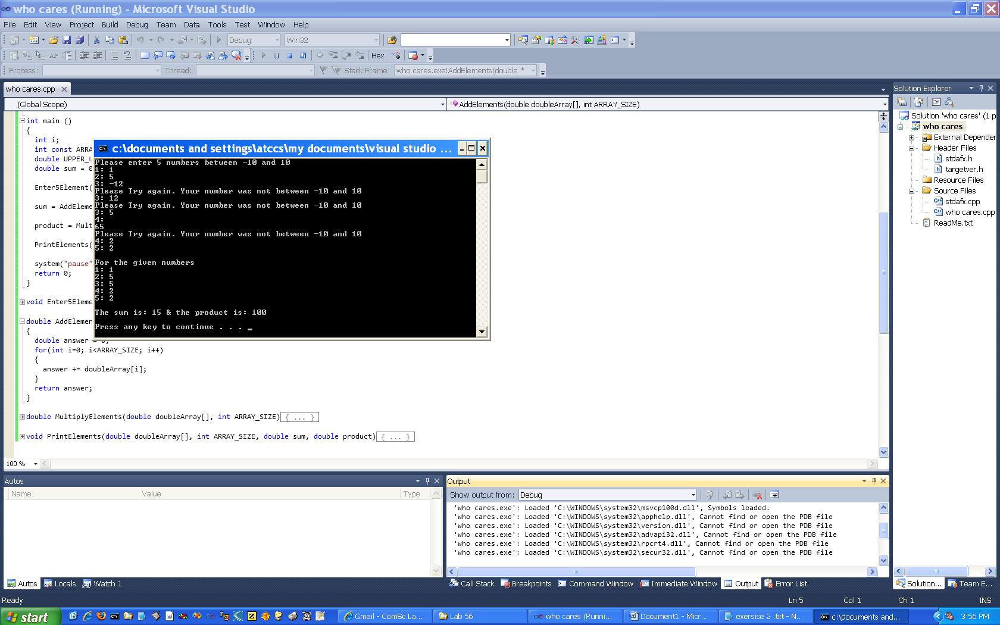 who cares (Running) - Microsoft Visual Studio
File Edit View Project Build Debug Team Data Tools Test Window Help
Debug Win32
Hex
Process: Thread: Stack Frame: who cares.exe!AddElements(double *
who cares.cpp
(Global Scope) AddElements(double doubleArray[], int ARRAY_SIZE)
int main ()
{
int i;
int const ARRA
double UPPER_L
double sum = 0
Enter5Element(
sum = AddEleme
product = Mult
PrintElements(
system("pause"
return 0;
}
void Enter5Eleme
double AddElemen
{
double answer = 0;
for(int i=0; i<ARRAY_SIZE; i++)
{
answer += doubleArray[i];
}
return answer;
}
double MultiplyElements(double doubleArray[], int ARRAY_SIZE){ ... }
void PrintElements(double doubleArray[], int ARRAY_SIZE, double sum, double product){ ... }
100 %
c:\documents and settings\atccs\my documents\visual studio ...
Please enter 5 numbers between -10 and 10
1: 1
2: 5
3: -12
Please Try again. Your number was not between -10 and 10
3: 12
Please Try again. Your number was not between -10 and 10
3: 5
4:
65
Please Try again. Your number was not between -10 and 10
4: 2
5: 2
For the given numbers
1: 1
2: 5
3: 5
4: 2
5: 2
The sum is: 15 & the product is: 100
Press any key to continue . . . _
Solution Explorer
Solution 'who cares' (1 p
who cares
External Depender
Header Files
stdafx.h
targetver.h
Resource Files
Source Files
stdafx.cpp
who cares.cpp
ReadMe.txt
Autos
Name Value Type
Autos Locals Watch 1
Output
Show output from: Debug
'who cares.exe': Loaded 'C:\WINDOWS\system32\msvcp100d.dll', Symbols loaded.
'who cares.exe': Loaded 'C:\WINDOWS\system32\apphelp.dll', Cannot find or open the PDB file
'who cares.exe': Loaded 'C:\WINDOWS\system32\version.dll', Cannot find or open the PDB file
'who cares.exe': Loaded 'C:\WINDOWS\system32\advapi32.dll', Cannot find or open the PDB file
'who cares.exe': Loaded 'C:\WINDOWS\system32\rpcrt4.dll', Cannot find or open the PDB file
'who cares.exe': Loaded 'C:\WINDOWS\system32\secur32.dll', Cannot find or open the PDB file
Call Stack Breakpoints Command Window Immediate Window Output Error List
Solution... Team E...
Ready Ln 5 Col 1 Ch 1 INS
start Gmail - ComSc La... Lab 56 who cares (Runni... Document1 - Micr... exersise 2 .txt - N... c:\documents and... 3:56 PM